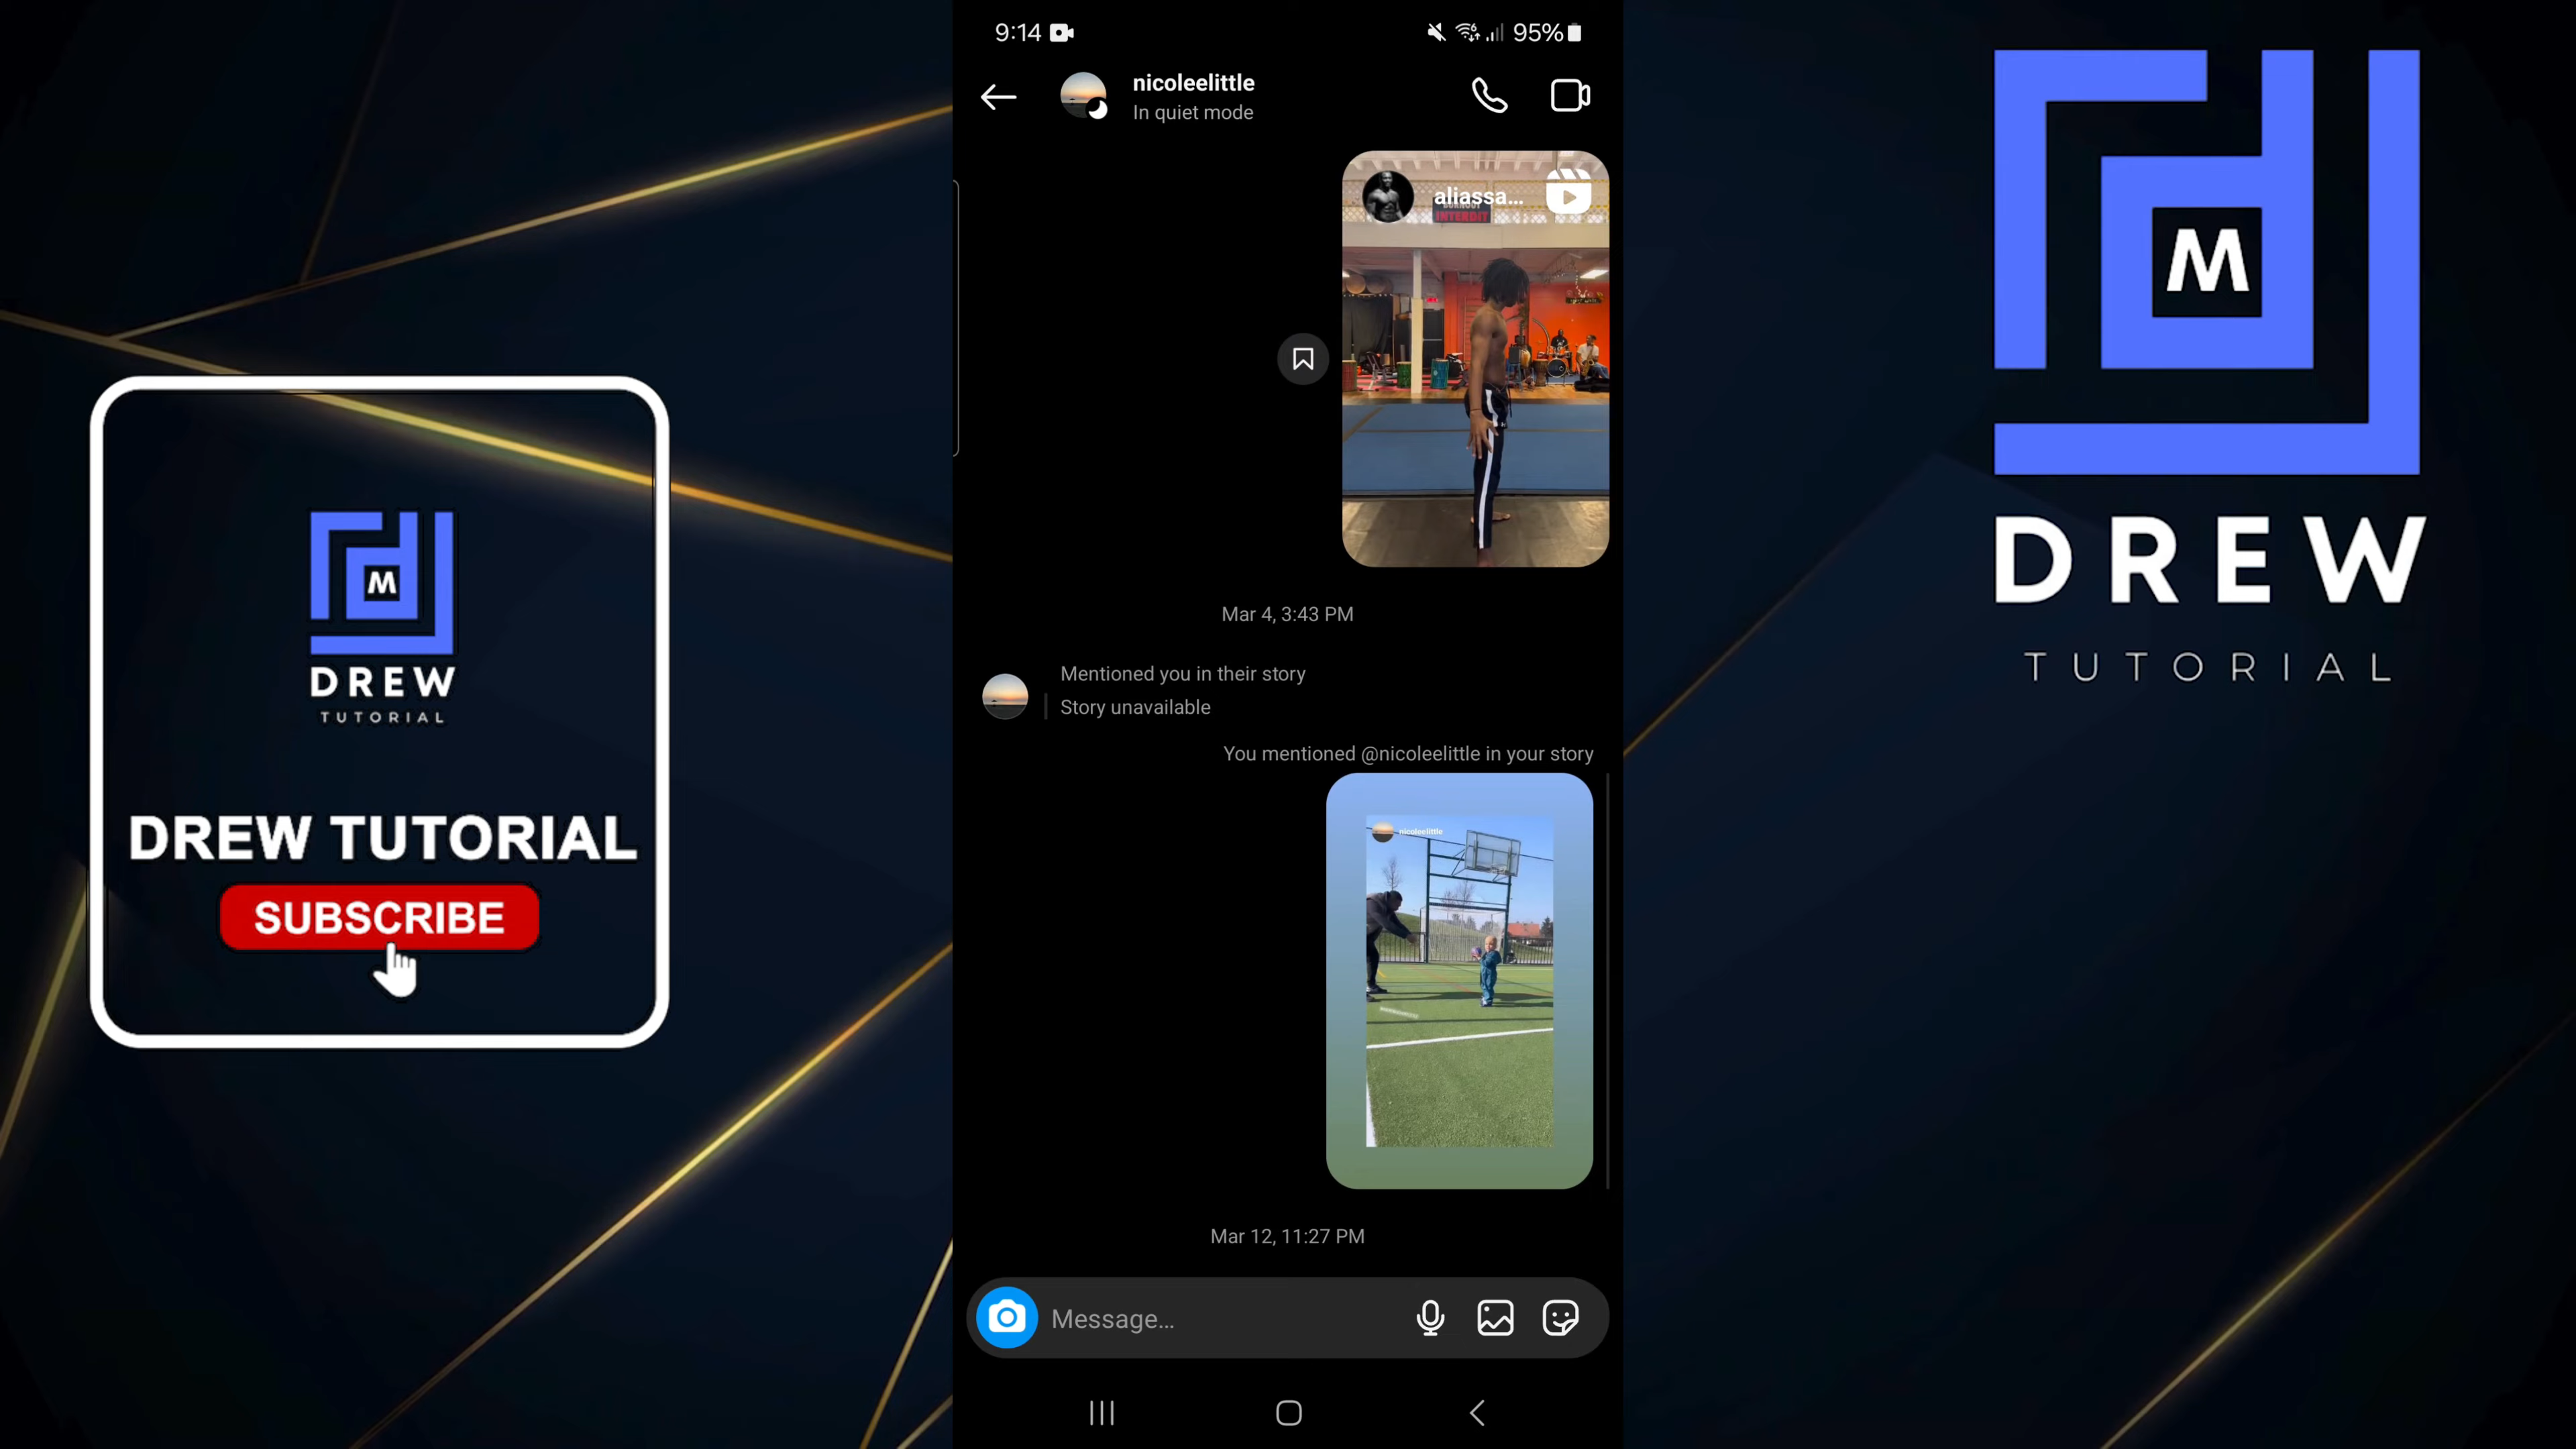 9:14
95%
nicoleelittle
In quiet mode
aliassa...
INTERDIT
Mar 4, 3:43 PM
Mentioned you in their story
Story unavailable
You mentioned @nicoleelittle in your story
nicoleelittle
Mar 12, 11:27 PM
Message...
M
DREW
TUTORIAL
DREW TUTORIAL
SUBSCRIBE
M
DREW
TUTORIAL